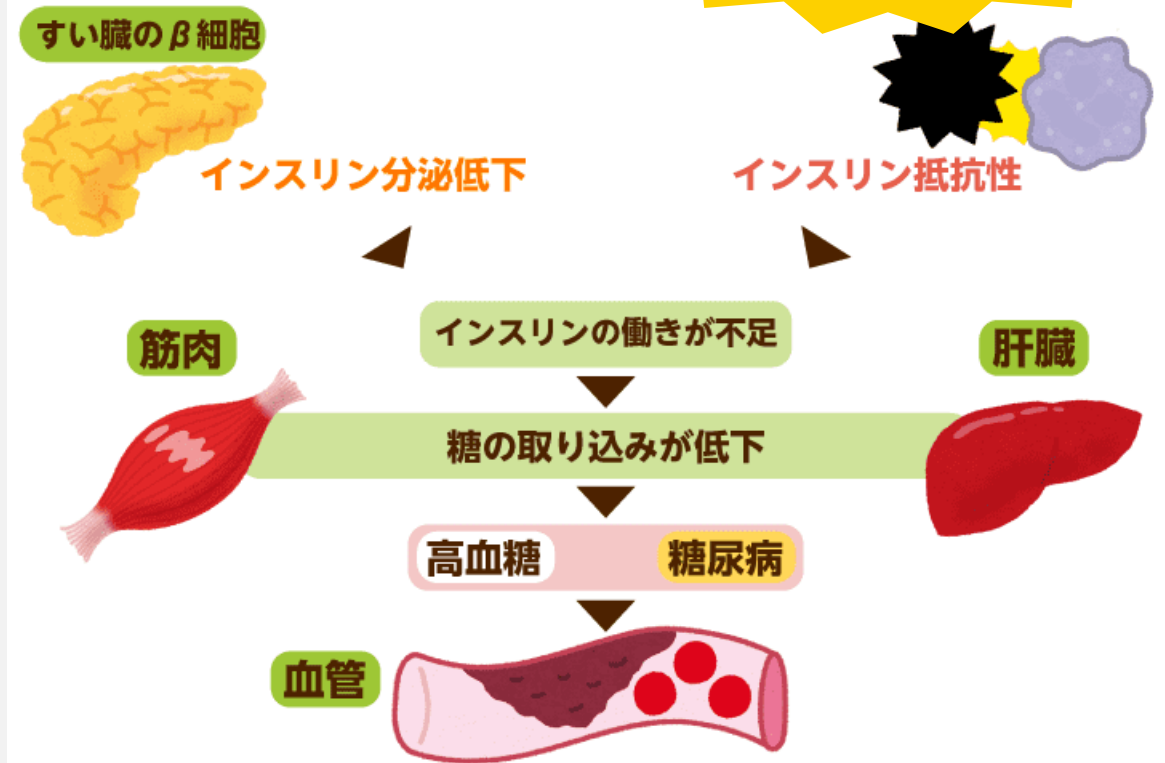 すい臓のβ細胞
インスリン分泌低下
インスリン抵抗性
インスリンの働きが不足
筋肉
肝臓
糖の取り込みが低下
高血糖
糖尿病
血管